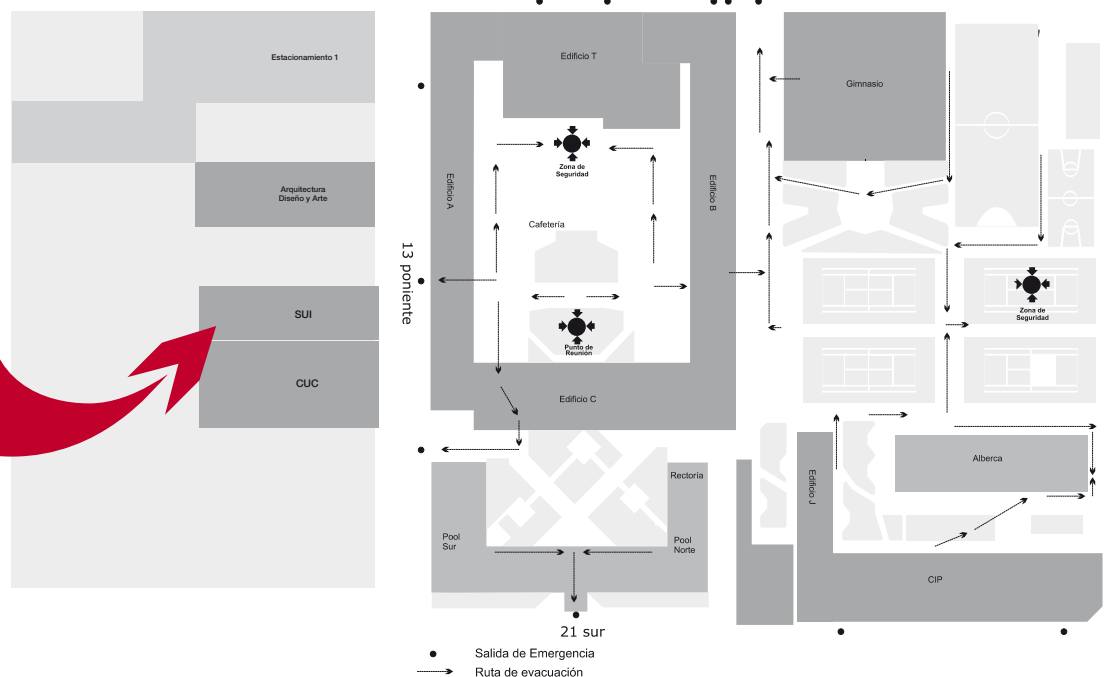 Estacionamiento 1
Arquitectura
Diseño y Arte
SUI
CUC
13 poniente
Edificio A
Edificio T
Zona de
Seguridad
Edificio B
Cafetería
Punto de
Reunión
Edificio C
Rectoría
Pool
Sur
Pool
Norte
21 sur
Gimnasio
Zona de
Seguridad
Edificio J
Alberca
CIP
Salida de Emergencia
Ruta de evacuación